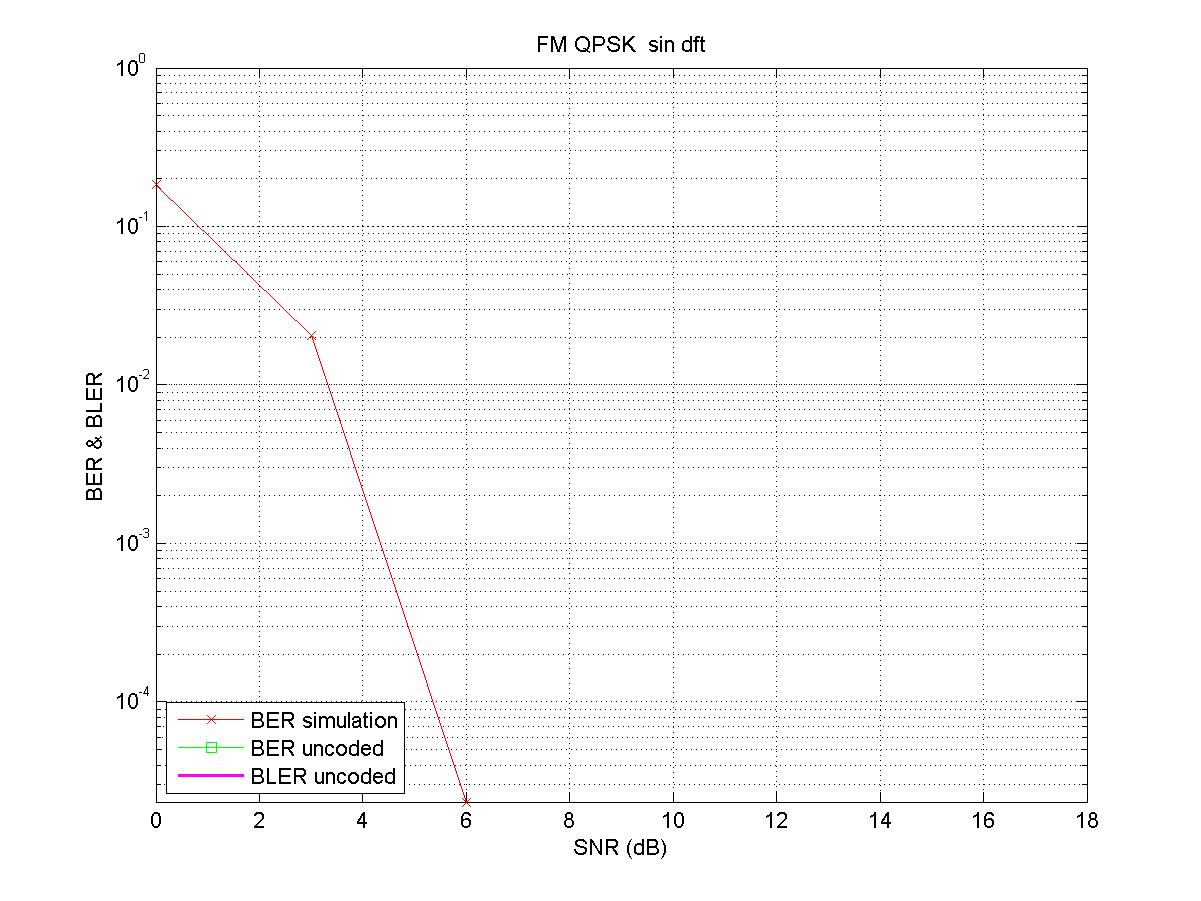 FM QPSK  sin dft
10^0
10^-1
10^-2
10^-3
10^-4
BER & BLER
BER simulation
BER uncoded
BLER uncoded
0 2 4 6 8 10 12 14 16 18
SNR (dB)